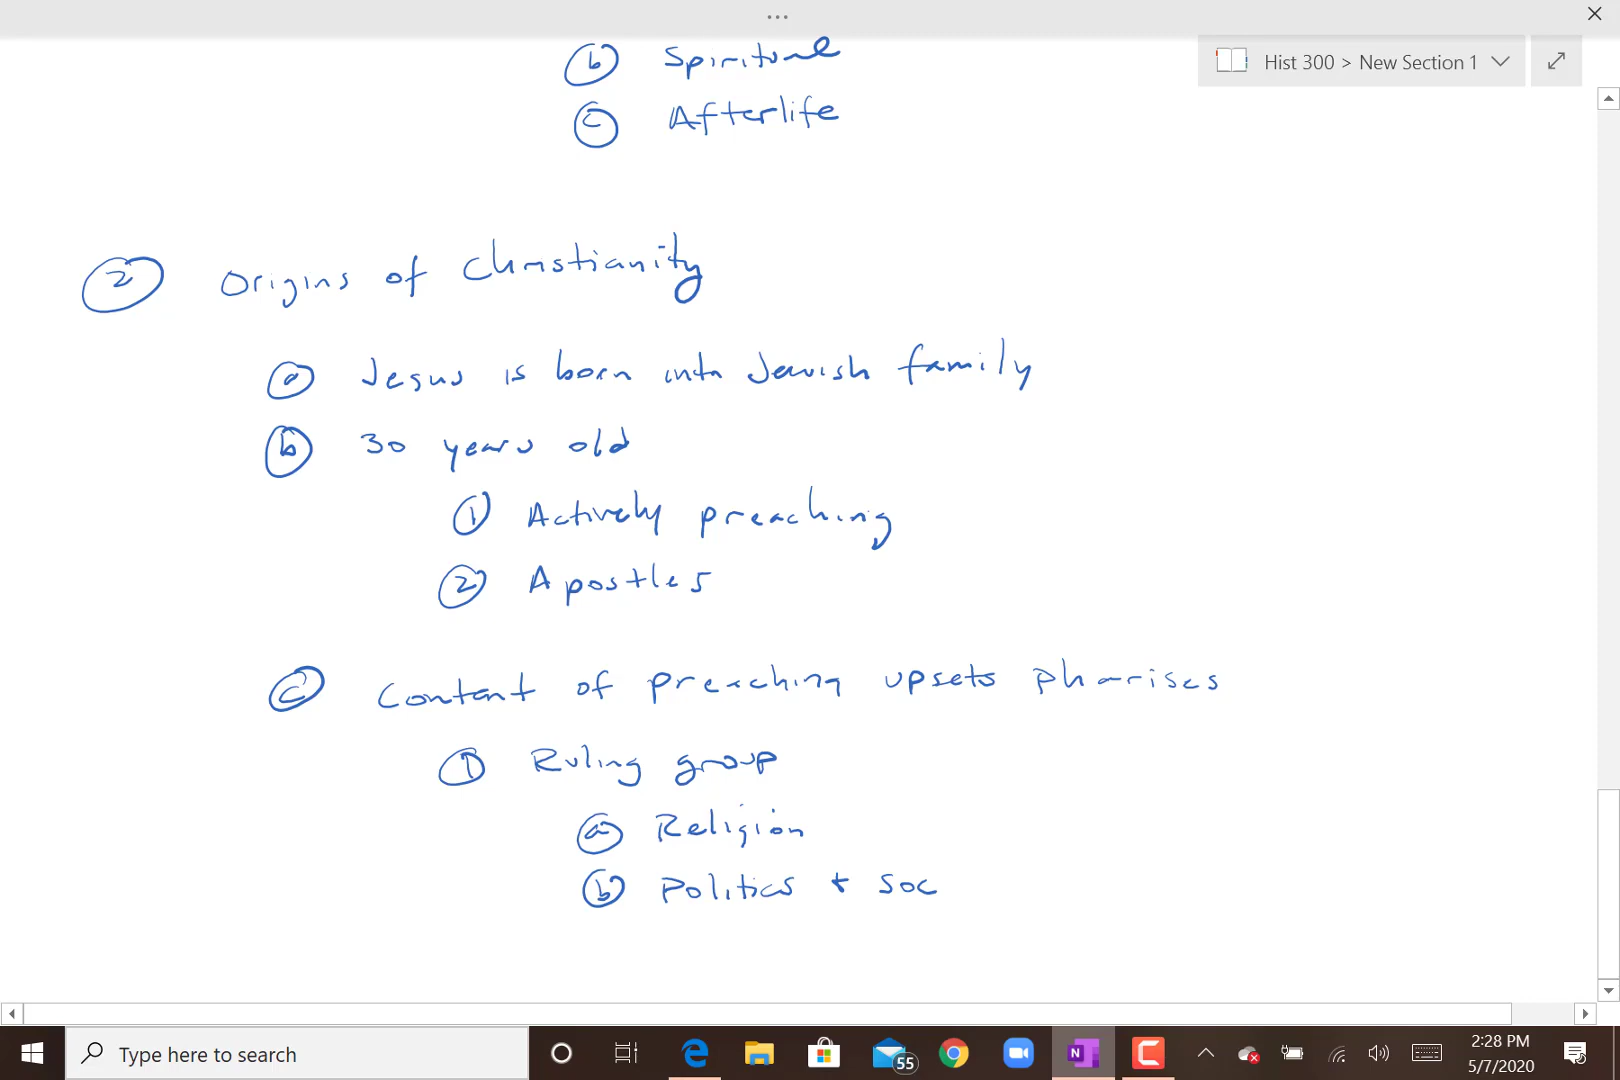 (b) Spiritual
Hist 300 > New Section 1
(c) Afterlife
(2) Origins of Christianity
(a) Jesus is born into Jewish family
(b) 30 years old
(1) Actively preaching
(2) Apostles
(c) Content of preaching upsets pharises
(1) Ruling group
(a) Religion
(b) Politics + Soc
Type here to search
55
2:28 PM
5/7/2020